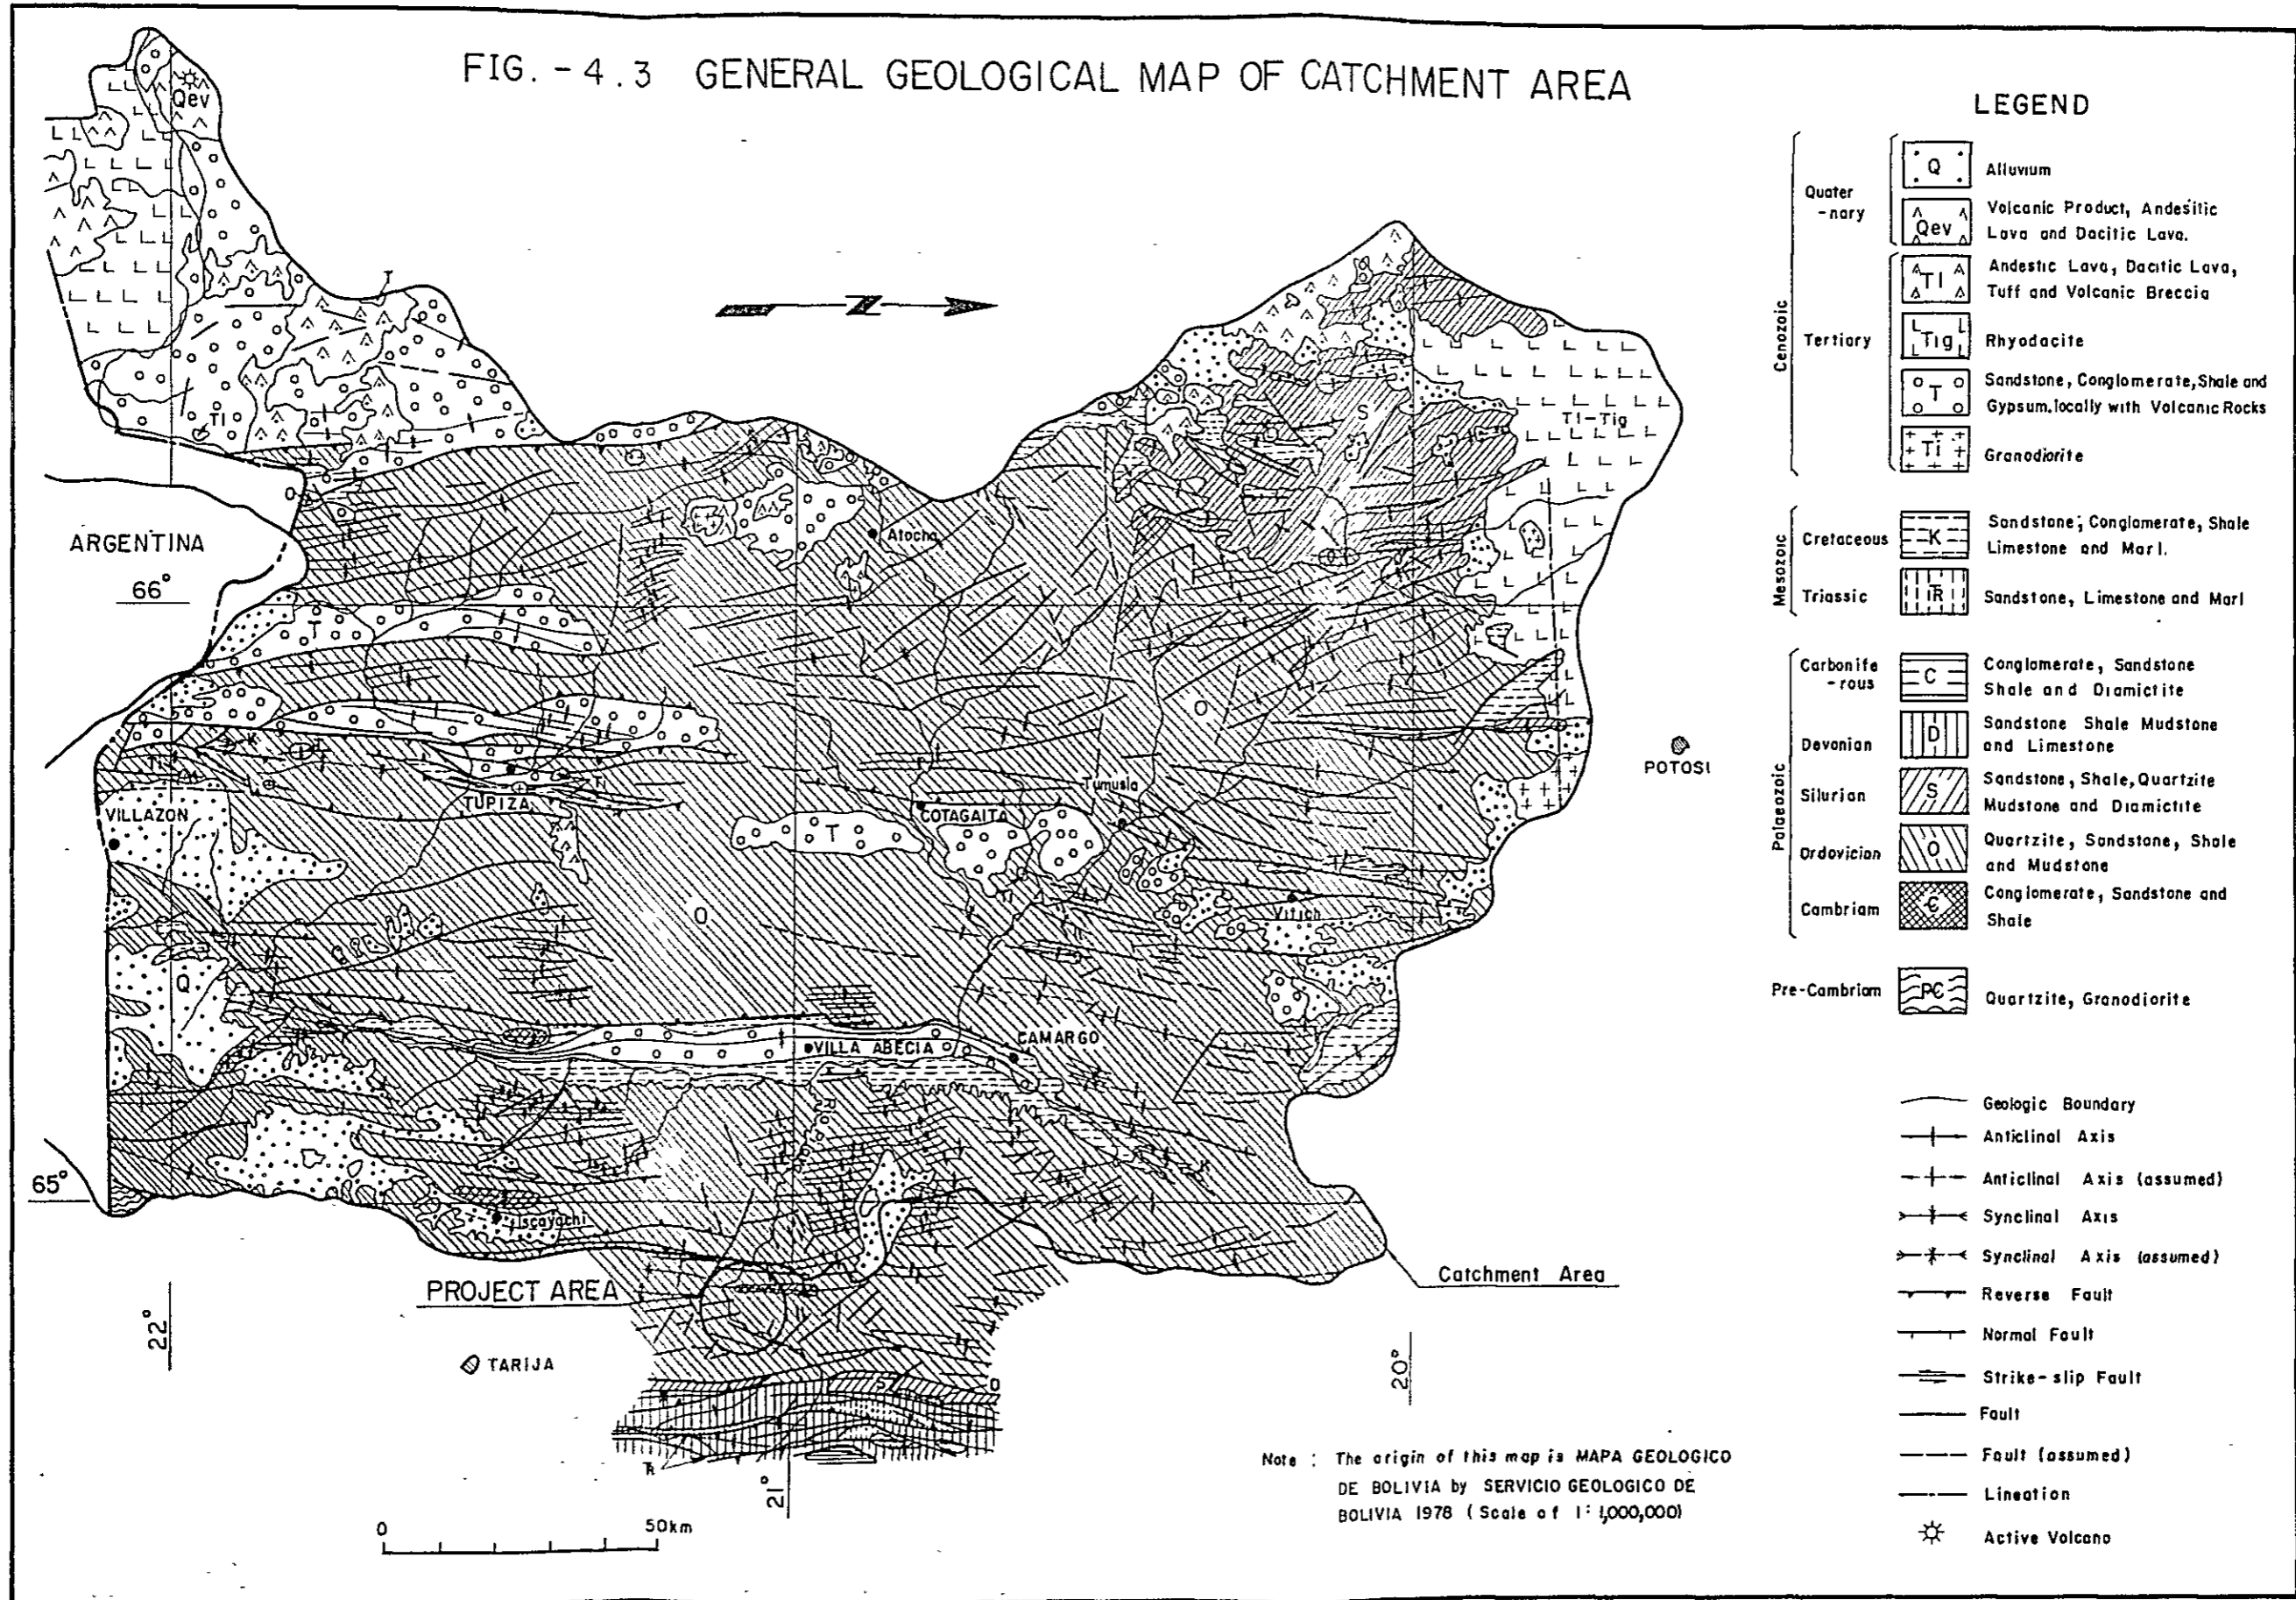 FIG. - 4.3 GENERAL GEOLOGICAL MAP OF CATCHMENT AREA
Qev
N
Tl
ARGENTINA
66°
T
Atocha
S
Tl-Tig
O
K
Ti
Ti
TUPIZA
VILLAZON
T
COTAGAITA
Tumusla
POTOSI
O
Vitichi
Q
VILLA ABECIA
CAMARGO
65°
Iscayachi
PROJECT AREA
Catchment Area
22°
TARIJA
S
O
20°
TR
21°
0 50km
Note : The origin of this map is MAPA GEOLOGICO
DE BOLIVIA by SERVICIO GEOLOGICO DE
BOLIVIA 1978 ( Scale of 1:1,000,000)
LEGEND
Cenozoic
Quater
-nary
Q Alluvium
Qev Volcanic Product, Andesitic
Lava and Dacitic Lava.
Tertiary
Tl Andestic Lava, Dacitic Lava,
Tuff and Volcanic Breccia
Tig Rhyodacite
T Sandstone, Conglomerate, Shale and
Gypsum, locally with Volcanic Rocks
Ti Granodiorite
Mesozoic
Cretaceous K Sandstone; Conglomerate, Shale
Limestone and Marl.
Triassic TR Sandstone, Limestone and Marl
Palaeozoic
Carbonife
-rous
C Conglomerate, Sandstone
Shale and Diamictite
Devonian D Sandstone Shale Mudstone
and Limestone
Silurian S Sandstone, Shale, Quartzite
Mudstone and Diamictite
Ordovician O Quartzite, Sandstone, Shale
and Mudstone
Cambriam Є Conglomerate, Sandstone and
Shale
Pre-Cambriam PЄ Quartzite, Granodiorite
Geologic Boundary
Anticlinal Axis
Anticlinal Axis (assumed)
Synclinal Axis
Synclinal Axis (assumed)
Reverse Fault
Normal Fault
Strike-slip Fault
Fault
Fault (assumed)
Lineation
Active Volcano